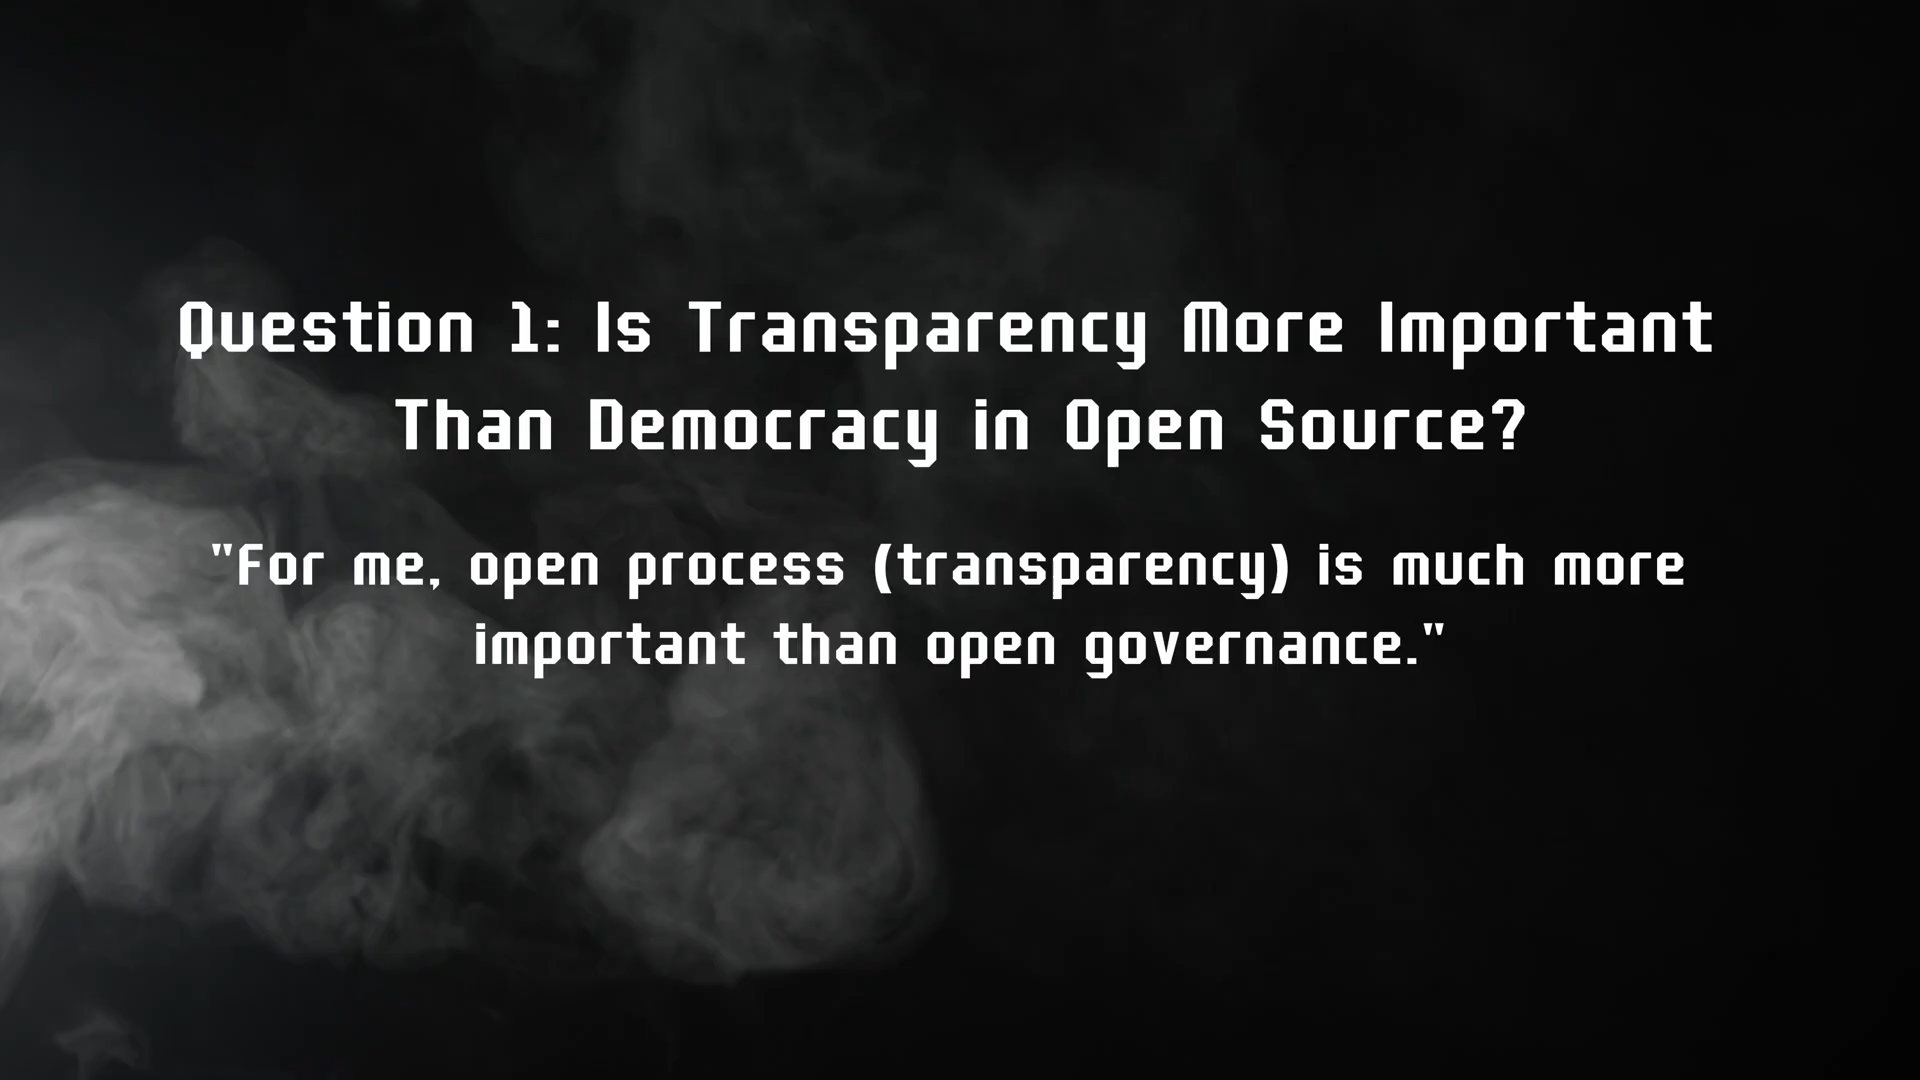 Question 1: Is Transparency More Important
Than Democracy in Open Source?
"For me, open process (transparency) is much more
important than open governance."